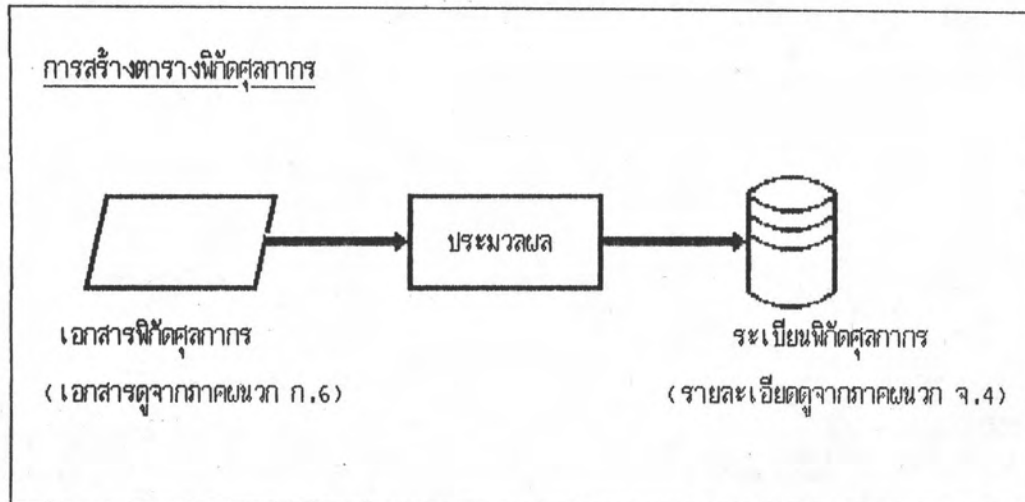 การสร้างตารางพิกัดศุลกากร
ประมวลผล
เอกสารพิกัดศุลกากร
ระเบียนพิกัดศุลกากร
(เอกสารดูจากภาคผนวก ก.6)
(รายละเอียดดูจากภาคผนวก จ.4)